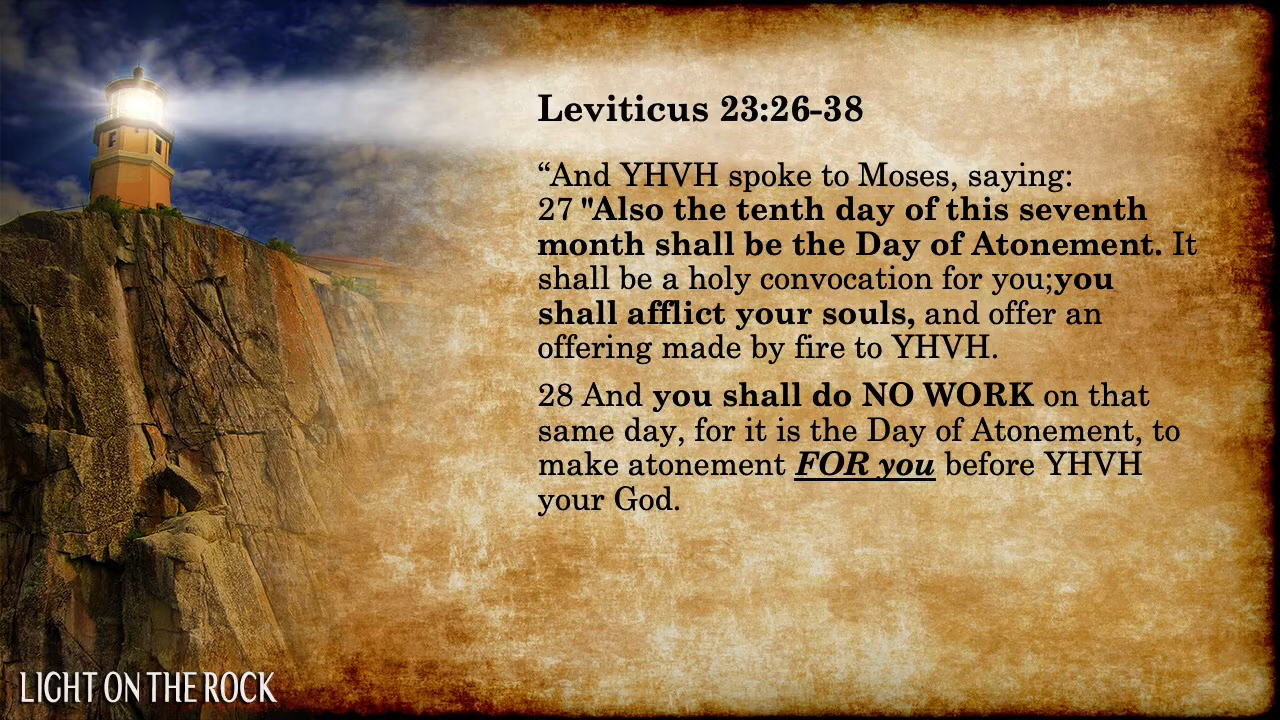 Leviticus 23:26-38
“And YHVH spoke to Moses, saying:
27 "Also the tenth day of this seventh
month shall be the Day of Atonement. It
shall be a holy convocation for you;you
shall afflict your souls, and offer an
offering made by fire to YHVH.
28 And you shall do NO WORK on that
same day, for it is the Day of Atonement, to
make atonement FOR you before YHVH
your God.
LIGHT ON THE ROCK